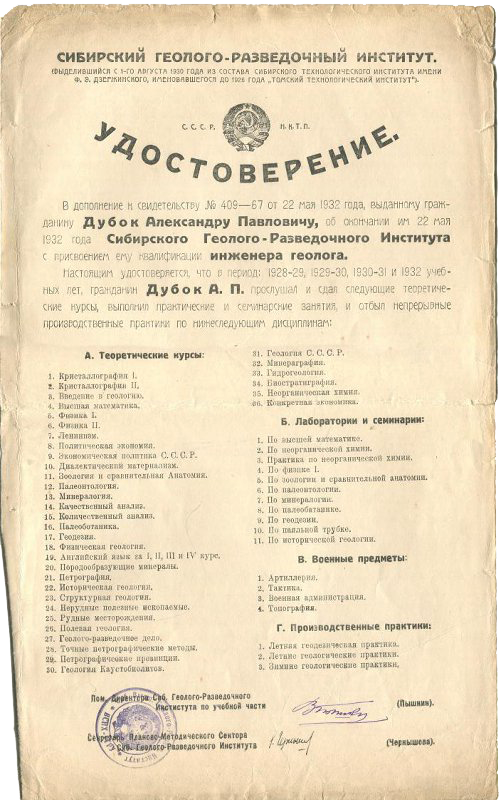 СИБИРСКИЙ ГЕОЛОГО-РАЗВЕДОЧНЫЙ ИНСТИТУТ.
(ВЫДЕЛИВШИЙСЯ С 1-ГО АВГУСТА 1930 ГОДА ИЗ СОСТАВА СИБИРСКОГО ТЕХНОЛОГИЧЕСКОГО ИНСТИТУТА ИМЕНИ
Ф. Э. ДЗЕРЖИНСКОГО, ИМЕНОВАВШЕГОСЯ ДО 1926 ГОДА „ТОМСКИЙ ТЕХНОЛОГИЧЕСКИЙ ИНСТИТУТ").
С. С. С. Р. Н. К. Т. П.
УДОСТОВЕРЕНИЕ.
В дополнение к свидетельству № 409—67 от 22 мая 1932 года, выданному граж-
данину Дубок Александру Павловичу, об окончании им 22 мая
1932 года Сибирского Геолого-Разведочного Института
с присвоением ему квалификации инженера геолога.
Настоящим удостоверяется, что в период: 1928-29, 1929-30, 1930-31 и 1932 учеб-
ных лет, гражданин Дубок А. П. прослушал и сдал следующие теоретичес-
кие курсы, выполнил практические и семинарские занятия, и отбыл непрерывные
производственные практики по нижеследующим дисциплинам:
А. Теоретические курсы:
1. Кристаллография I.
2. Кристаллография II.
3. Введение в геологию.
4. Высшая математика.
5. Физика I.
6. Физика II.
7. Ленинизм.
8. Политическая экономия.
9. Экономическая политика С. С. С. Р.
10. Диалектический материализм.
11. Зоология и сравнительная Анатомия.
12. Палеонтология.
13. Минералогия.
14. Качественный анализ.
15. Количественный анализ.
16. Палеоботаника.
17. Геодезия.
18. Физическая геология.
19. Английский язык за I, II, III и IV курс.
20. Породообразующие минералы.
21. Петрография.
22. Историческая геология.
23. Структурная геология.
24. Нерудные полезные ископаемые.
25. Рудные месторождения.
26. Полевая геология.
27. Геолого-разведочное дело.
28. Точные петрографические методы.
29. Петрографические провинции.
30. Геология Каустобиолитов.
31. Геология С. С. С. Р.
32. Минераграфия.
33. Гидрогеология.
34. Биостратиграфия.
35. Неорганическая химия.
36. Конкретная экономика.
Б. Лаборатории и семинарии:
1. По высшей математике.
2. По неорганической химии.
3. Практика по неорганической химии.
4. По физике I.
5. По зоологии и сравнительной анатомии.
6. По палеонтологии.
7. По минералогии.
8. По палеоботанике.
9. По геодезии.
10. По паяльной трубке.
11. По исторической геологии.
В. Военные предметы:
1. Артиллерия.
2. Тактика.
3. Военная администрация.
4. Топография.
Г. Производственные практики:
1. Летняя геодезическая практика.
2. Летние геологические практики.
3. Зимние геологические практики.
Пом. Директора Сиб. Геолого-Разведочного
Института по учебной части
(Пышкин).
Секретарь Планово-Методического Сектора
Сиб. Геолого-Разведочного Института
(Чернышова).